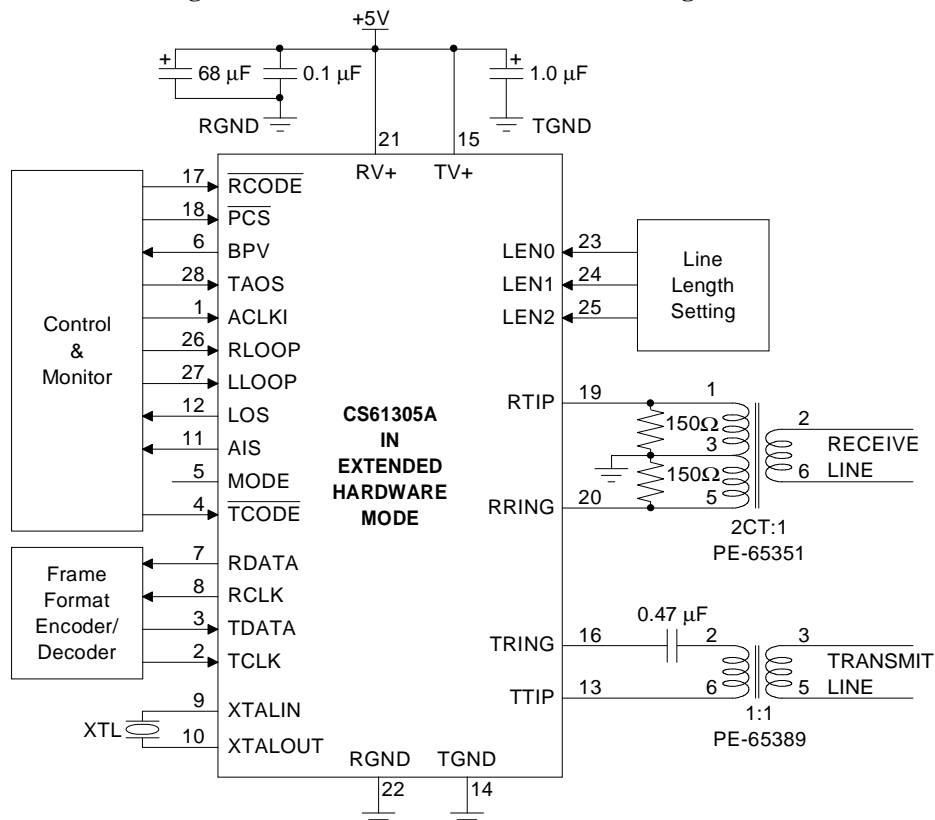 +5V
+ 68 μF
0.1 μF
+ 1.0 μF
RGND
TGND
21
15
RV+
TV+
Control
&
Monitor
17 RCODE
18 PCS
6 BPV
28 TAOS
1 ACLKI
26 RLOOP
27 LLOOP
12 LOS
11 AIS
5 MODE
4 TCODE
Frame
Format
Encoder/
Decoder
7 RDATA
8 RCLK
3 TDATA
2 TCLK
XTL
9 XTALIN
10 XTALOUT
CS61305A
IN
EXTENDED
HARDWARE
MODE
LEN0 23
LEN1 24
LEN2 25
Line
Length
Setting
RTIP 19
RRING 20
150Ω
150Ω
1
3
5
2
6
RECEIVE
LINE
2CT:1
PE-65351
TRING 16
TTIP 13
0.47 μF
2
6
3
5
TRANSMIT
LINE
1:1
PE-65389
RGND
TGND
22
14